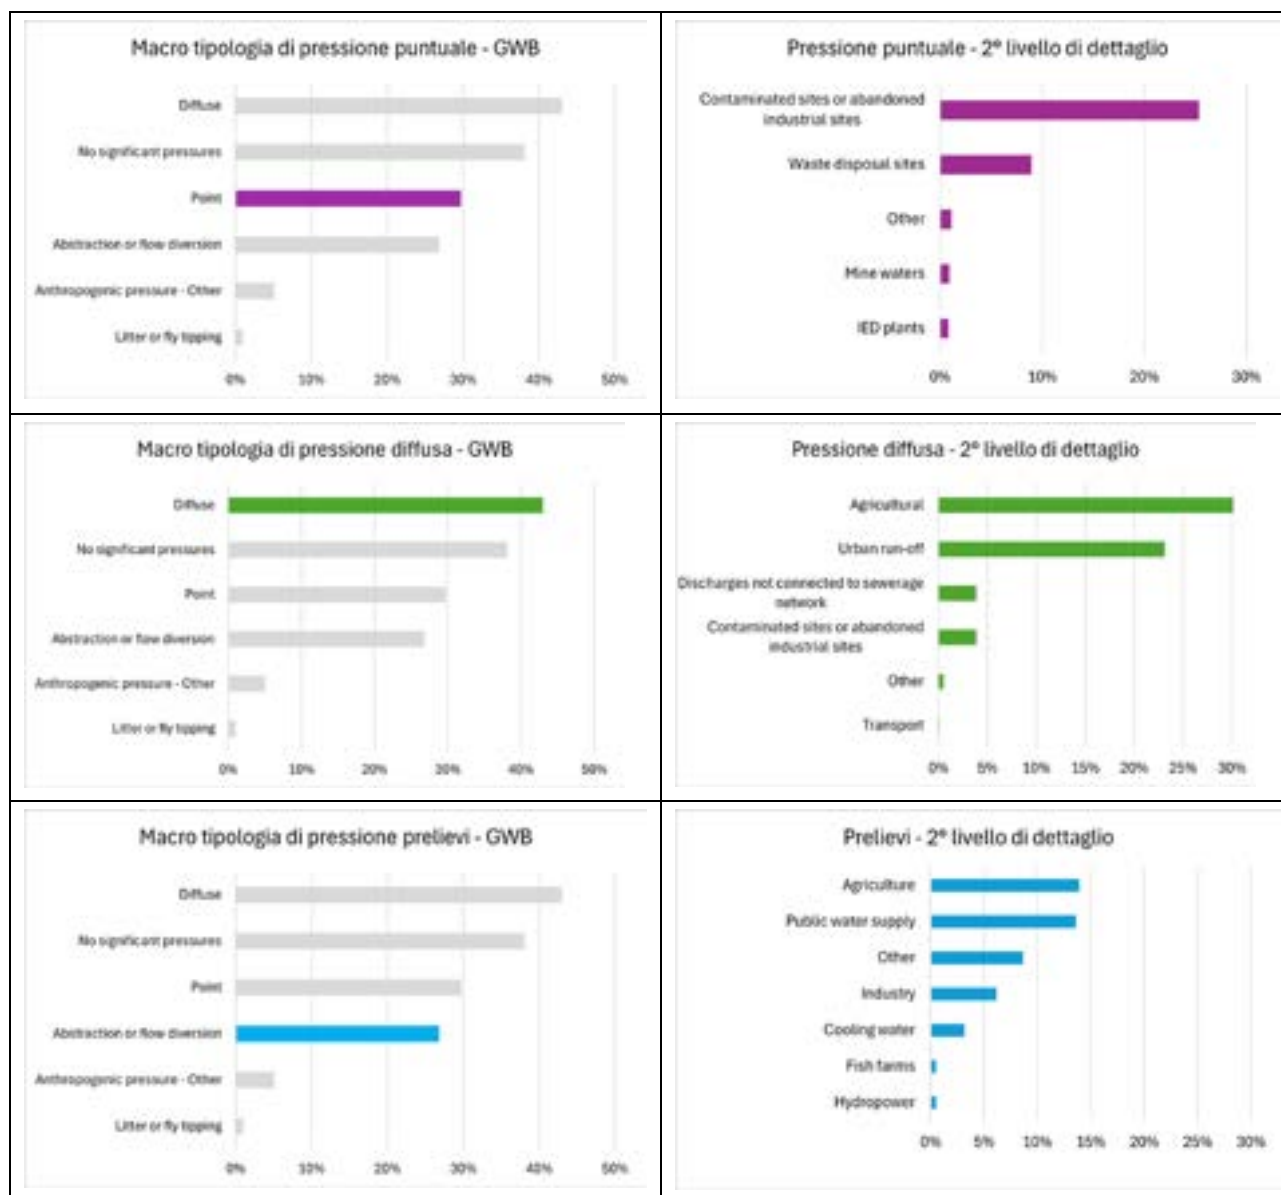 Macro tipologia di pressione puntuale - GWB
Diffuse
No significant pressures
Point
Abstraction or flow diversion
Anthropogenic pressure - Other
Litter or fly tipping
0% 10% 20% 30% 40% 50%
Pressione puntuale - 2° livello di dettaglio
Contaminated sites or abandoned
industrial sites
Waste disposal sites
Other
Mine waters
IED plants
0% 10% 20% 30%
Macro tipologia di pressione diffusa - GWB
Diffuse
No significant pressures
Point
Abstraction or flow diversion
Anthropogenic pressure - Other
Litter or fly tipping
0% 10% 20% 30% 40% 50%
Pressione diffusa - 2° livello di dettaglio
Agricultural
Urban run-off
Discharges not connected to sewerage
network
Contaminated sites or abandoned
industrial sites
Other
Transport
0% 5% 10% 15% 20% 25% 30%
Macro tipologia di pressione prelievi - GWB
Diffuse
No significant pressures
Point
Abstraction or flow diversion
Anthropogenic pressure - Other
Litter or fly tipping
0% 10% 20% 30% 40% 50%
Prelievi - 2° livello di dettaglio
Agriculture
Public water supply
Other
Industry
Cooling water
Fish farms
Hydropower
0% 5% 10% 15% 20% 25% 30%